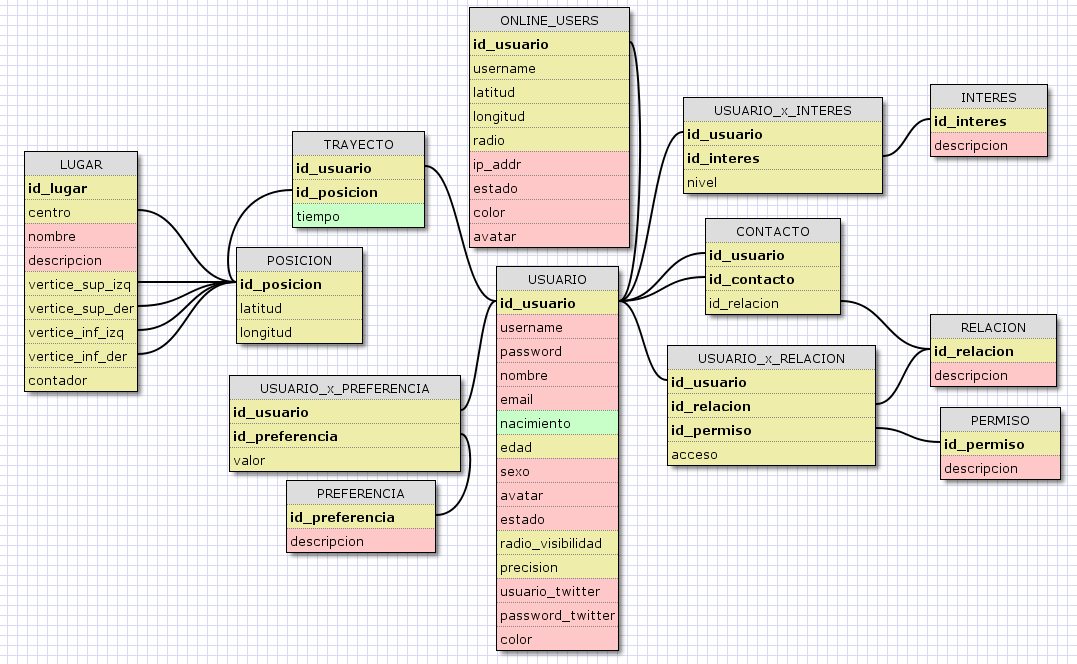 ONLINE_USERS
id_usuario
username
latitud
longitud
radio
ip_addr
estado
color
avatar
INTERES
id_interes
descripcion
USUARIO_x_INTERES
id_usuario
id_interes
nivel
TRAYECTO
id_usuario
id_posicion
tiempo
LUGAR
id_lugar
centro
nombre
descripcion
vertice_sup_izq
vertice_sup_der
vertice_inf_izq
vertice_inf_der
contador
POSICION
id_posicion
latitud
longitud
CONTACTO
id_usuario
id_contacto
id_relacion
USUARIO
id_usuario
username
password
nombre
email
nacimiento
edad
sexo
avatar
estado
radio_visibilidad
precision
usuario_twitter
password_twitter
color
RELACION
id_relacion
descripcion
USUARIO_x_RELACION
id_usuario
id_relacion
id_permiso
acceso
USUARIO_x_PREFERENCIA
id_usuario
id_preferencia
valor
PERMISO
id_permiso
descripcion
PREFERENCIA
id_preferencia
descripcion